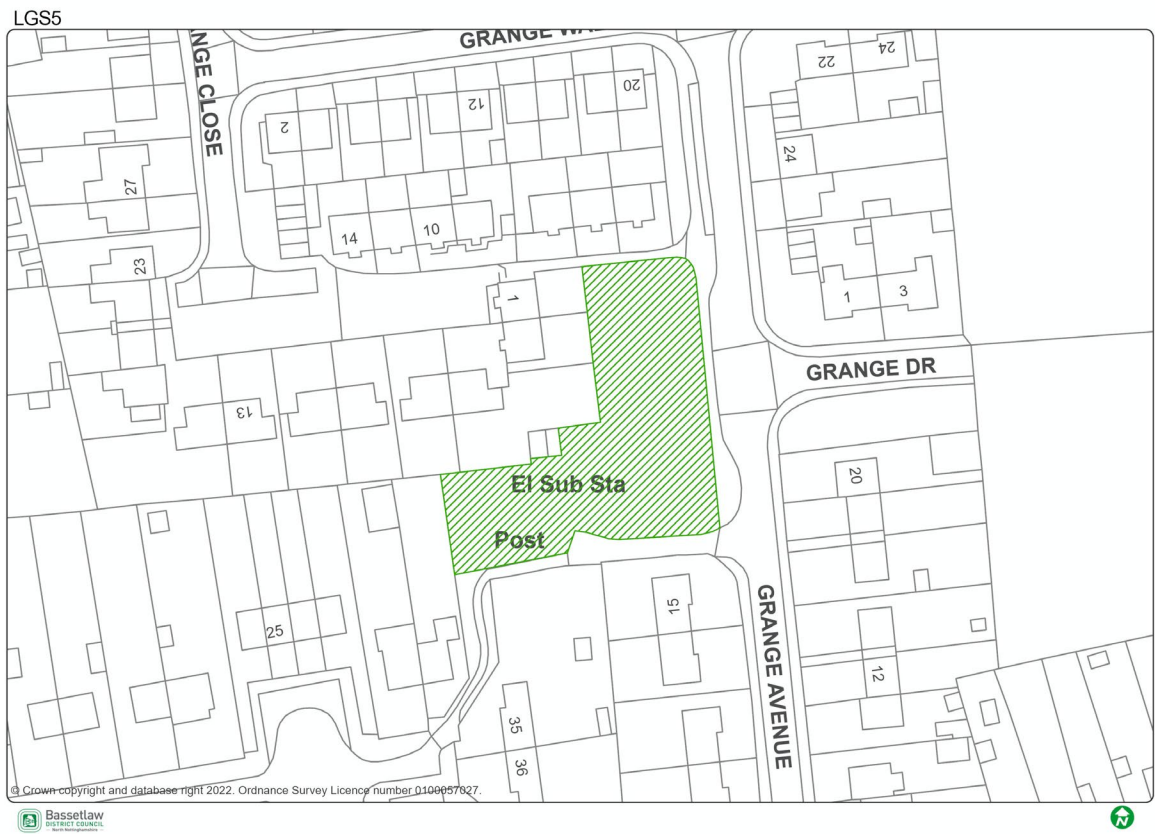 LGS5
GRANGE
NGE CLOSE
22
24
20
12
2
24
27
14
10
23
1
1
3
GRANGE DR
13
El Sub Sta
20
Post
15
25
GRANGE AVENUE
12
35
36
© Crown copyright and database right 2022. Ordnance Survey Licence number 0100057027.
Bassetlaw
DISTRICT COUNCIL
North Nottinghamshire
N